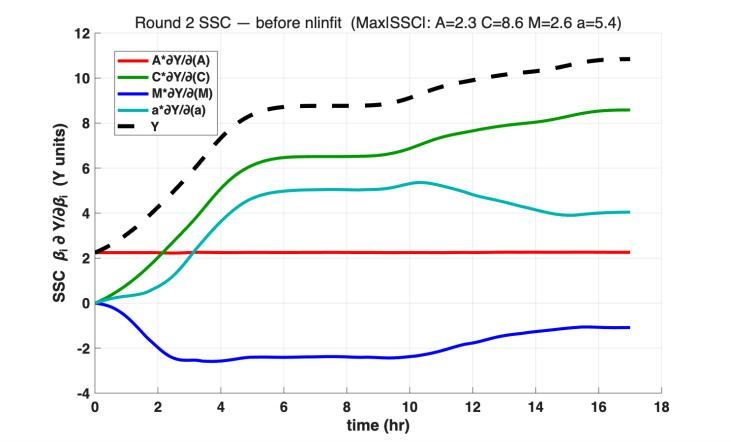 Round 2 SSC — before nlinfit (Max|SSC|: A=2.3 C=8.6 M=2.6 a=5.4)
12
10
8
6
4
2
0
-2
-4
SSC βi ∂ Y/∂βi (Y units)
A*∂Y/∂(A)
C*∂Y/∂(C)
M*∂Y/∂(M)
a*∂Y/∂(a)
Y
0 2 4 6 8 10 12 14 16 18
time (hr)